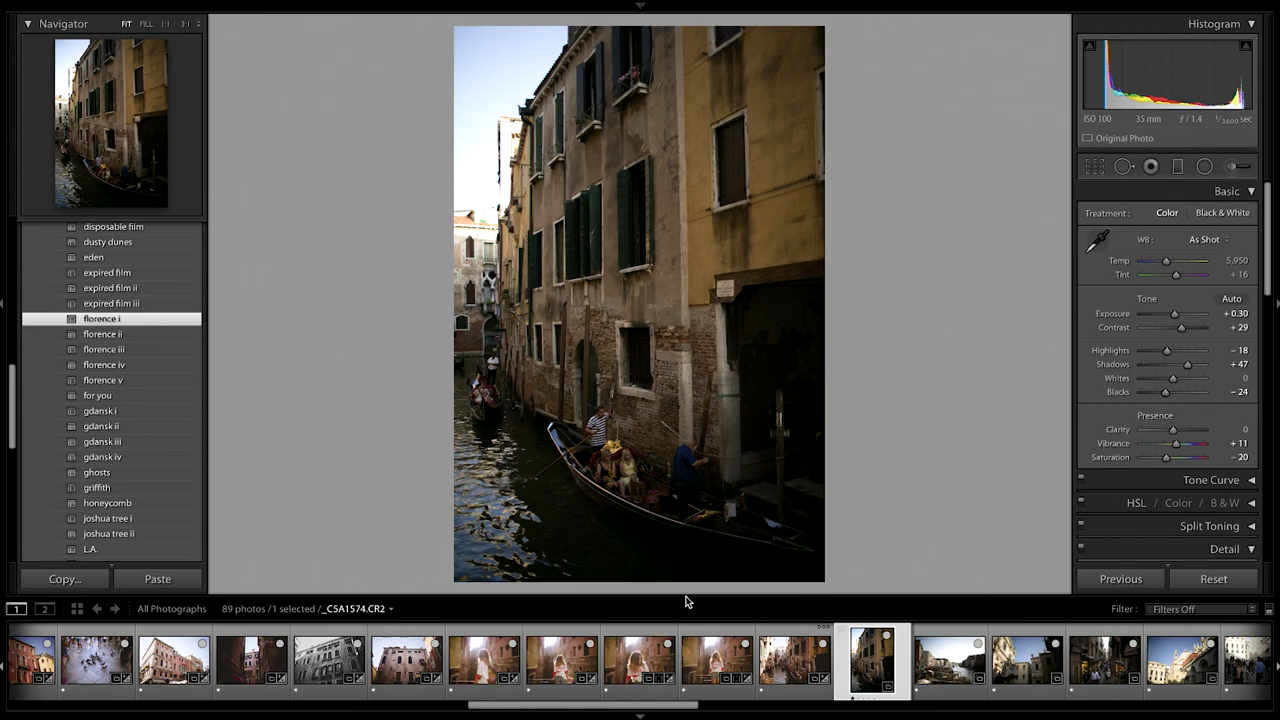 Navigator FIT FILL 1:1 3:1
disposable film
dusty dunes
eden
expired film
expired film ii
expired film iii
florence i
florence ii
florence iii
florence iv
florence v
for you
gdansk i
gdansk ii
gdansk iii
gdansk iv
ghosts
griffith
honeycomb
joshua tree i
joshua tree ii
L.A.
Copy... Paste
Histogram
ISO 100 35 mm ƒ / 1.4 1/1600 sec
Original Photo
Basic
Treatment : Color Black & White
WB : As Shot
Temp 5,950
Tint + 16
Tone Auto
Exposure + 0.30
Contrast + 29
Highlights – 18
Shadows + 47
Whites 0
Blacks – 24
Presence
Clarity 0
Vibrance + 11
Saturation – 20
Tone Curve
HSL / Color / B & W
Split Toning
Detail
Previous Reset
1 2 All Photographs 89 photos / 1 selected / _C5A1574.CR2 Filter : Filters Off